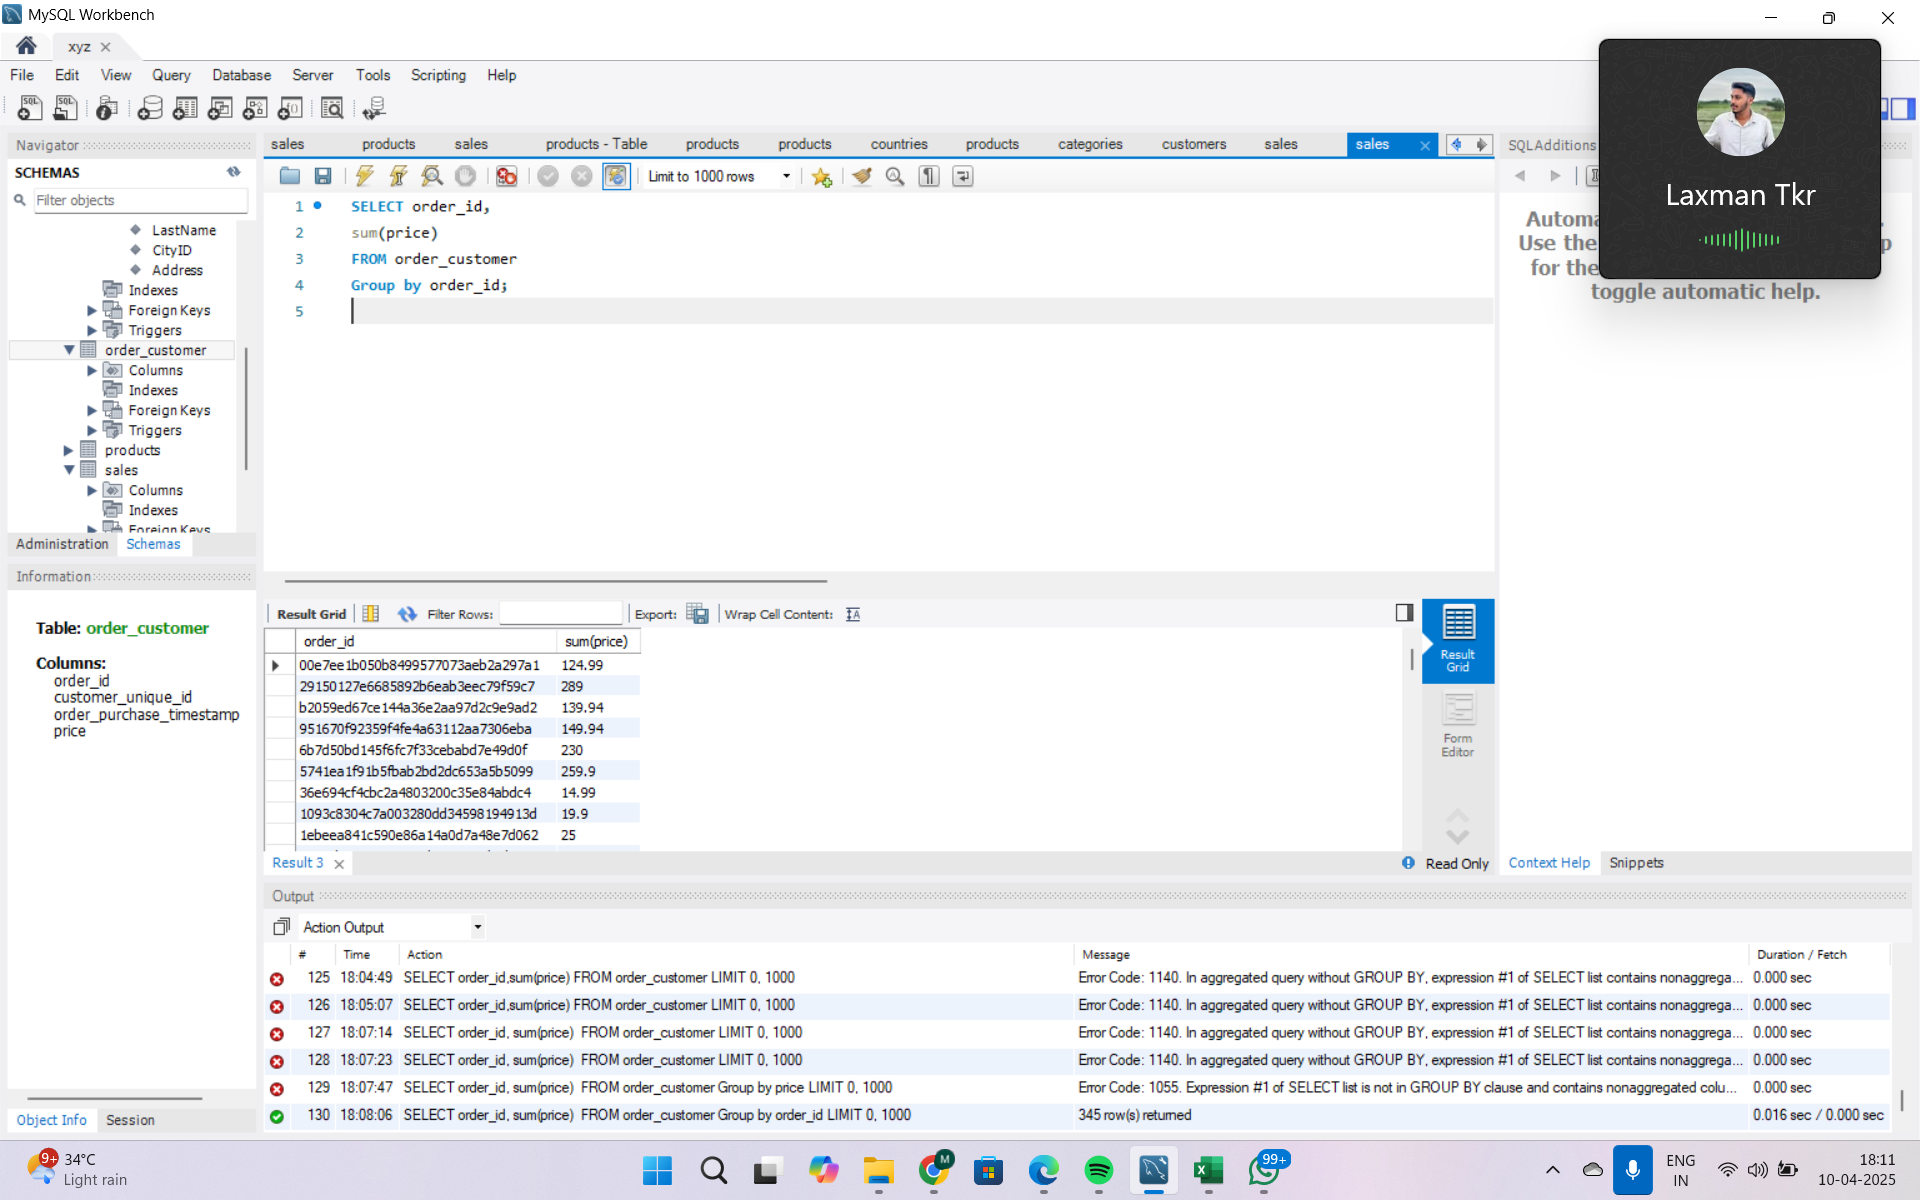 MySQL Workbench
xyz
File Edit View Query Database Server Tools Scripting Help
Navigator
SCHEMAS
Filter objects
LastName
CityID
Address
Indexes
Foreign Keys
Triggers
order_customer
Columns
Indexes
Foreign Keys
Triggers
products
sales
Columns
Indexes
Foreign Keys
Administration Schemas
Information
Table: order_customer
Columns:
order_id
customer_unique_id
order_purchase_timestamp
price
Object Info Session
sales products sales products - Table products products countries products categories customers sales sales
Limit to 1000 rows
1 SELECT order_id,
2 sum(price)
3 FROM order_customer
4 Group by order_id;
5
Result Grid Filter Rows: Export: Wrap Cell Content:
order_id sum(price)
00e7ee1b050b8499577073aeb2a297a1 124.99
29150127e6685892b6eab3eec79f59c7 289
b2059ed67ce144a36e2aa97d2c9e9ad2 139.94
951670f92359f4fe4a63112aa7306eba 149.94
6b7d50bd145f6fc7f33cebabd7e49d0f 230
5741ea1f91b5fbab2bd2dc653a5b5099 259.9
36e694cf4cbc2a4803200c35e84abdc4 14.99
1093c8304c7a003280dd34598194913d 19.9
1ebeea841c590e86a14a0d7a48e7d062 25
Result Grid
Form Editor
Result 3
Read Only
SQLAdditions
Laxman Tkr
Use the
for the
toggle automatic help.
Context Help Snippets
Output
Action Output
# Time Action Message Duration / Fetch
125 18:04:49 SELECT order_id,sum(price) FROM order_customer LIMIT 0, 1000 Error Code: 1140. In aggregated query without GROUP BY, expression #1 of SELECT list contains nonaggrega... 0.000 sec
126 18:05:07 SELECT order_id,sum(price) FROM order_customer LIMIT 0, 1000 Error Code: 1140. In aggregated query without GROUP BY, expression #1 of SELECT list contains nonaggrega... 0.000 sec
127 18:07:14 SELECT order_id, sum(price) FROM order_customer LIMIT 0, 1000 Error Code: 1140. In aggregated query without GROUP BY, expression #1 of SELECT list contains nonaggrega... 0.000 sec
128 18:07:23 SELECT order_id, sum(price) FROM order_customer LIMIT 0, 1000 Error Code: 1140. In aggregated query without GROUP BY, expression #1 of SELECT list contains nonaggrega... 0.000 sec
129 18:07:47 SELECT order_id, sum(price) FROM order_customer Group by price LIMIT 0, 1000 Error Code: 1055. Expression #1 of SELECT list is not in GROUP BY clause and contains nonaggregated colu... 0.000 sec
130 18:08:06 SELECT order_id, sum(price) FROM order_customer Group by order_id LIMIT 0, 1000 345 row(s) returned 0.016 sec / 0.000 sec
9+
34°C
Light rain
M
99+
ENG
IN
18:11
10-04-2025